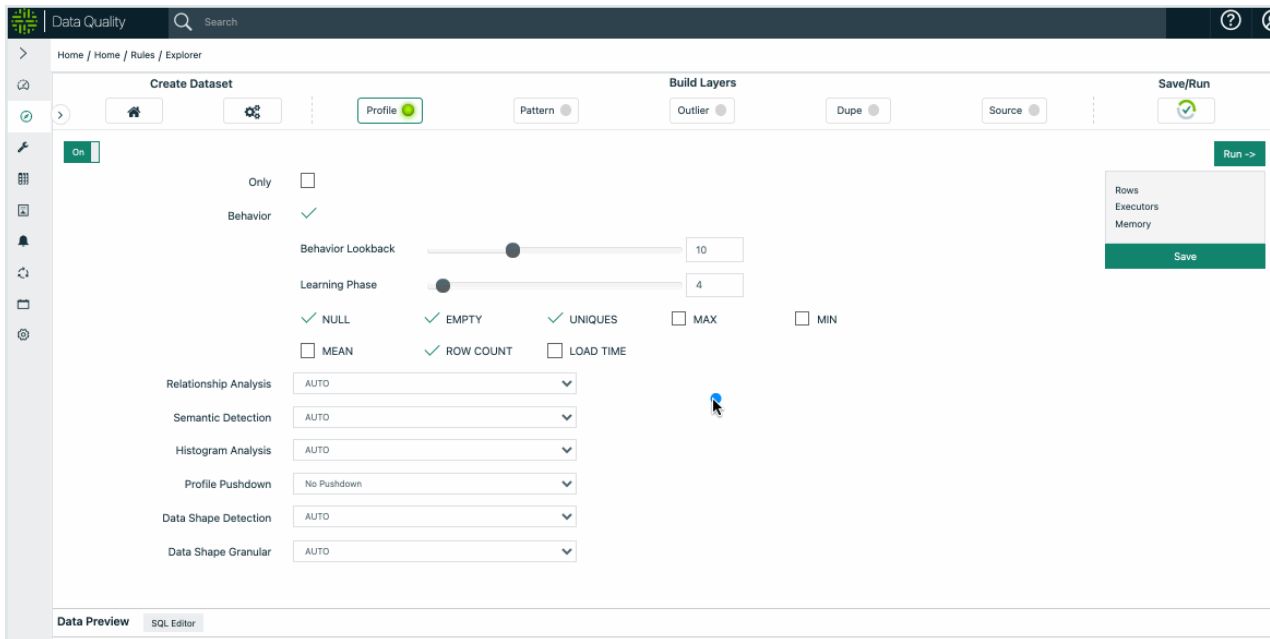 Data Quality Search
Home / Home / Rules / Explorer
Create Dataset Build Layers Save/Run
Profile Pattern Outlier Dupe Source
On Run ->
Only
Rows
Executors
Memory
Behavior
Behavior Lookback 10
Save
Learning Phase 4
NULL EMPTY UNIQUES MAX MIN
MEAN ROW COUNT LOAD TIME
Relationship Analysis AUTO
Semantic Detection AUTO
Histogram Analysis AUTO
Profile Pushdown No Pushdown
Data Shape Detection AUTO
Data Shape Granular AUTO
Data Preview SQL Editor